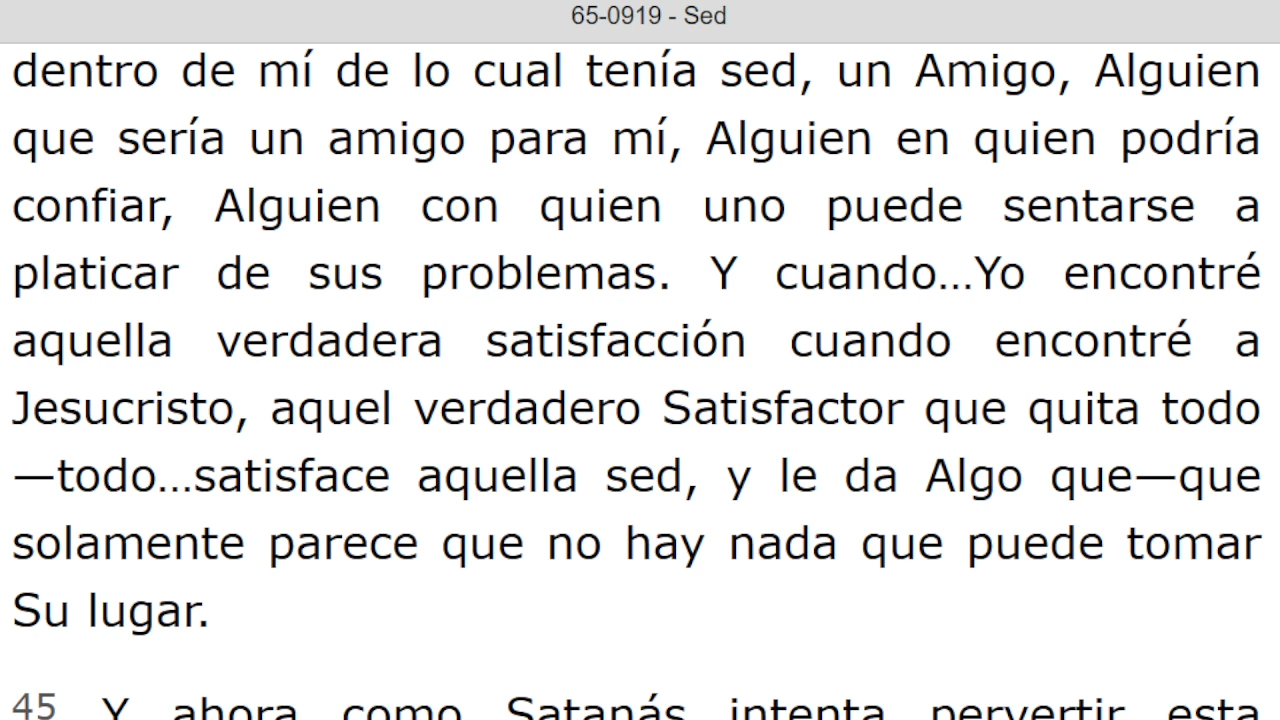 65-0919 - Sed
dentro de mí de lo cual tenía sed, un Amigo, Alguien
que sería un amigo para mí, Alguien en quien podría
confiar, Alguien con quien uno puede sentarse a
platicar de sus problemas. Y cuando...Yo encontré
aquella verdadera satisfacción cuando encontré a
Jesucristo, aquel verdadero Satisfactor que quita todo
—todo...satisface aquella sed, y le da Algo que—que
solamente parece que no hay nada que puede tomar
Su lugar.
45 Y ahora como Satanás intenta pervertir esta